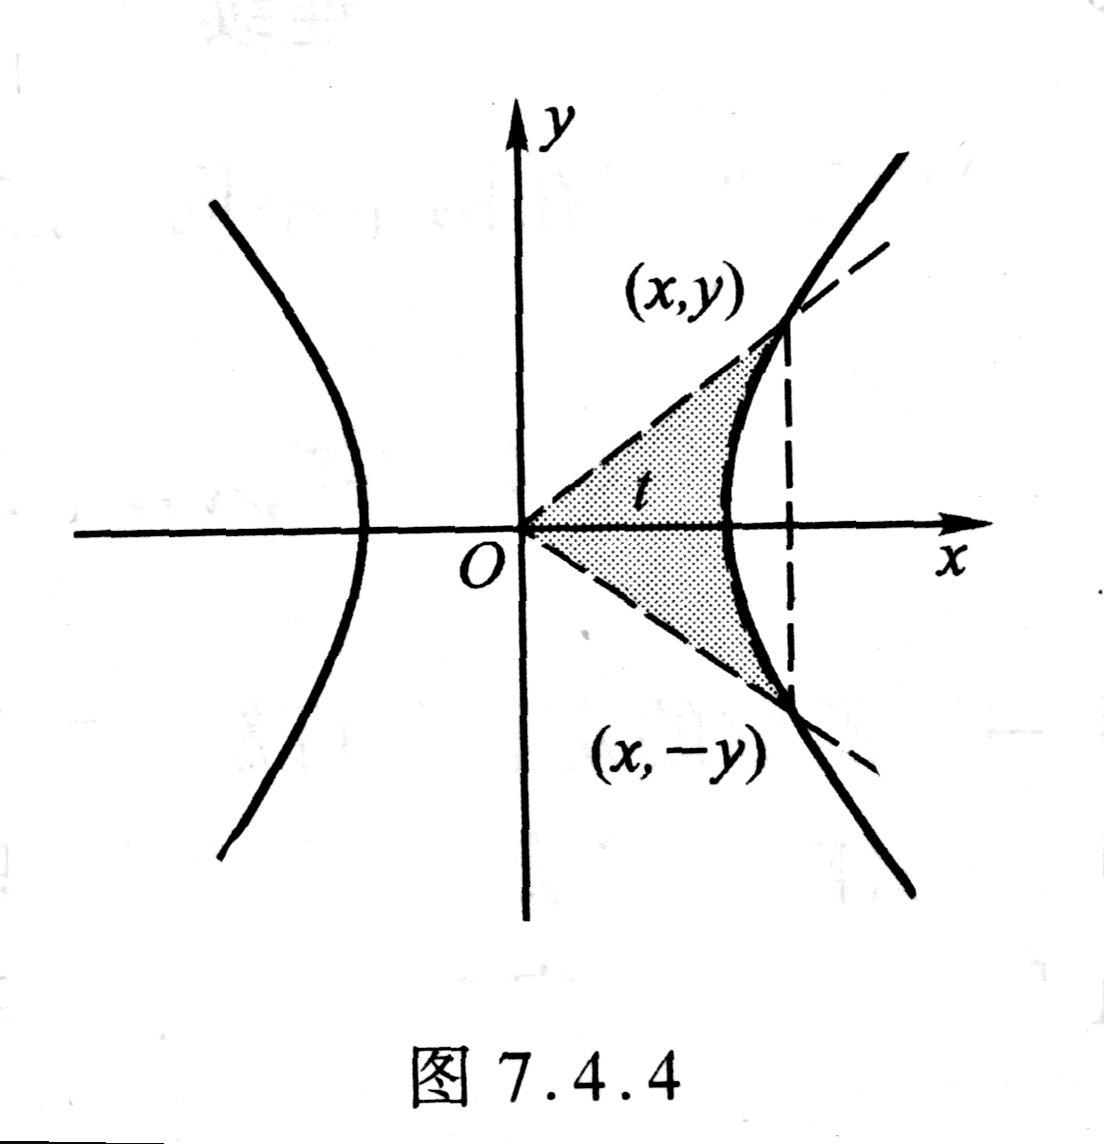 y
(x,y)
t
O
x
(x,−y)
图 7.4.4